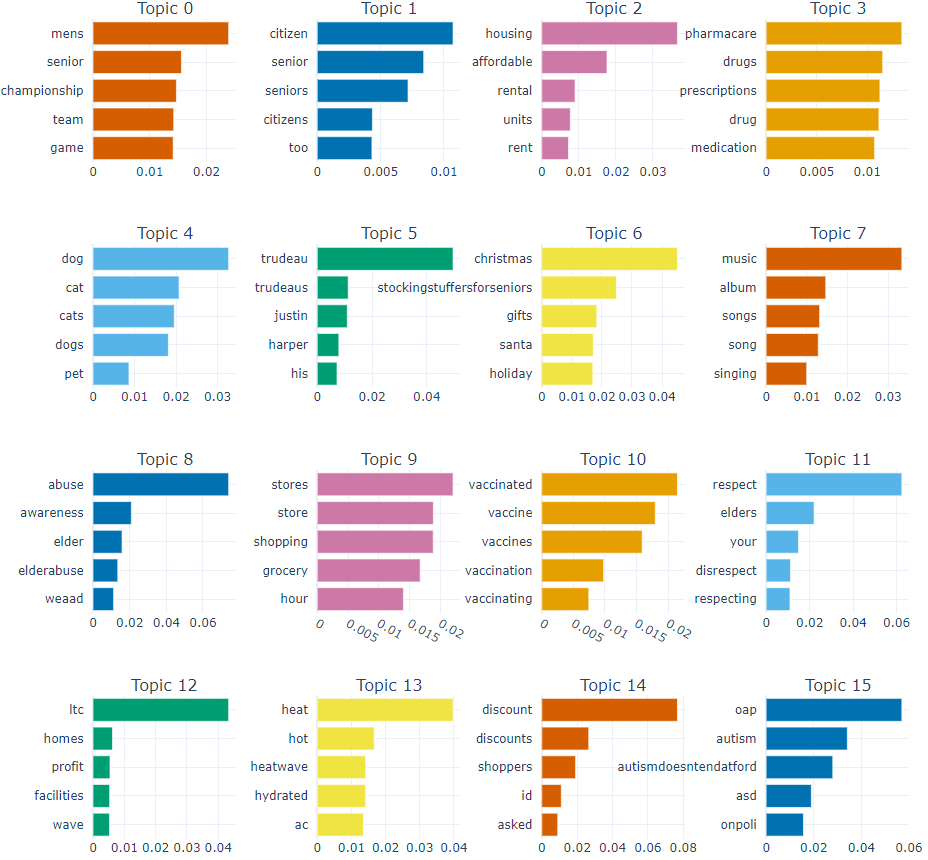 Topic 0
mens
senior
championship
team
game
0 0.01 0.02
Topic 1
citizen
senior
seniors
citizens
too
0 0.005 0.01
Topic 2
housing
affordable
rental
units
rent
0 0.01 0.02 0.03
Topic 3
pharmacare
drugs
prescriptions
drug
medication
0 0.005 0.01
Topic 4
dog
cat
cats
dogs
pet
0 0.01 0.02 0.03
Topic 5
trudeau
trudeaus
justin
harper
his
0 0.02 0.04
Topic 6
christmas
stockingstuffersforseniors
gifts
santa
holiday
0 0.01 0.02 0.03 0.04
Topic 7
music
album
songs
song
singing
0 0.01 0.02 0.03
Topic 8
abuse
awareness
elder
elderabuse
weaad
0 0.02 0.04 0.06
Topic 9
stores
store
shopping
grocery
hour
0 0.005 0.01 0.015 0.02
Topic 10
vaccinated
vaccine
vaccines
vaccination
vaccinating
0 0.005 0.01 0.015 0.02
Topic 11
respect
elders
your
disrespect
respecting
0 0.02 0.04 0.06
Topic 12
ltc
homes
profit
facilities
wave
0 0.01 0.02 0.03 0.04
Topic 13
heat
hot
heatwave
hydrated
ac
0 0.01 0.02 0.03 0.04
Topic 14
discount
discounts
shoppers
id
asked
0 0.02 0.04 0.06 0.08
Topic 15
oap
autism
autismdoesntendatford
asd
onpoli
0 0.02 0.04 0.06